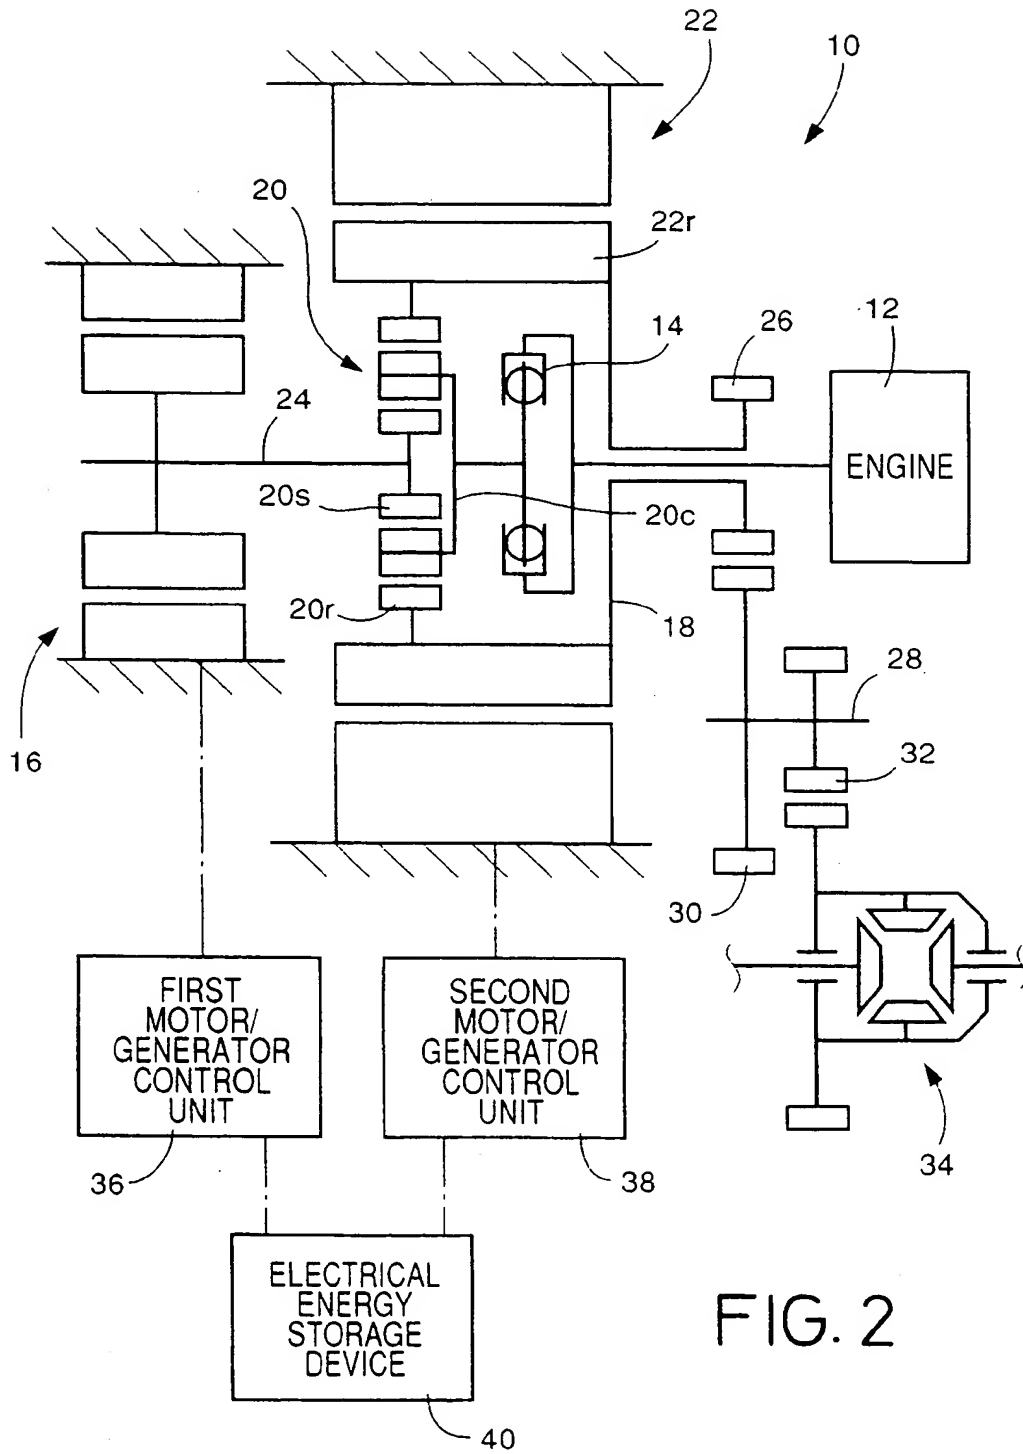 22
10
20
22r
14
26
12
24
ENGINE
20s
20c
20r
18
28
16
32
30
FIRST
MOTOR/
GENERATOR
CONTROL
UNIT
SECOND
MOTOR/
GENERATOR
CONTROL
UNIT
36
38
34
ELECTRICAL
ENERGY
STORAGE
DEVICE
FIG. 2
40